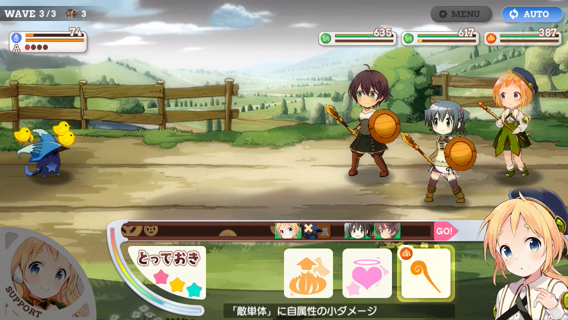 WAVE 3/3 3
MENU
AUTO
74
A
635
617
387
GO!
とっておき
SUPPORT
「敵単体」に自属性の小ダメージ